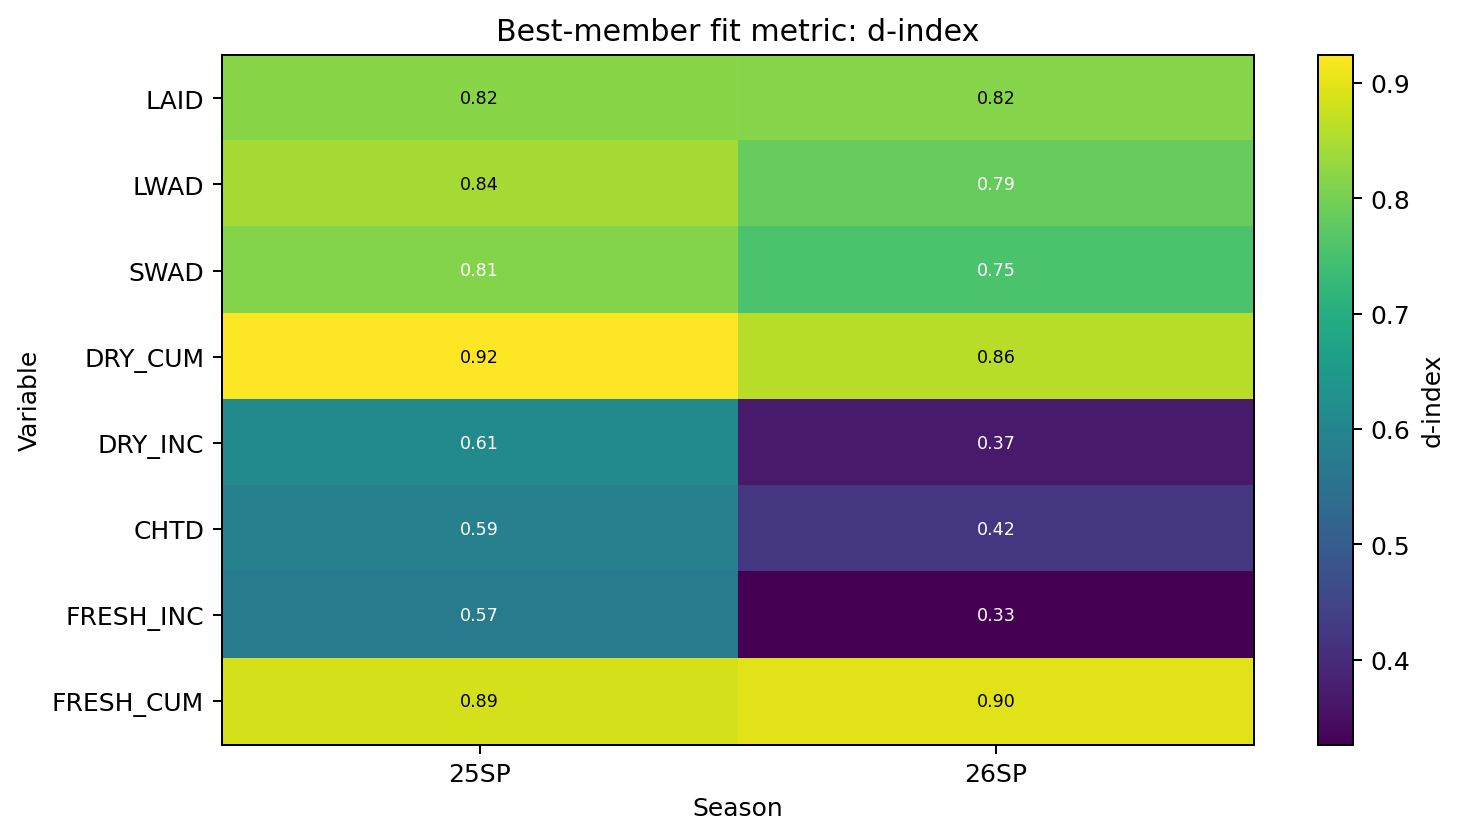 Best-member fit metric: d-index
LAID 0.82 0.82
LWAD 0.84 0.79
SWAD 0.81 0.75
DRY_CUM 0.92 0.86
DRY_INC 0.61 0.37
CHTD 0.59 0.42
FRESH_INC 0.57 0.33
FRESH_CUM 0.89 0.90
25SP 26SP
Season
Variable
0.9
0.8
0.7
0.6
0.5
0.4
d-index